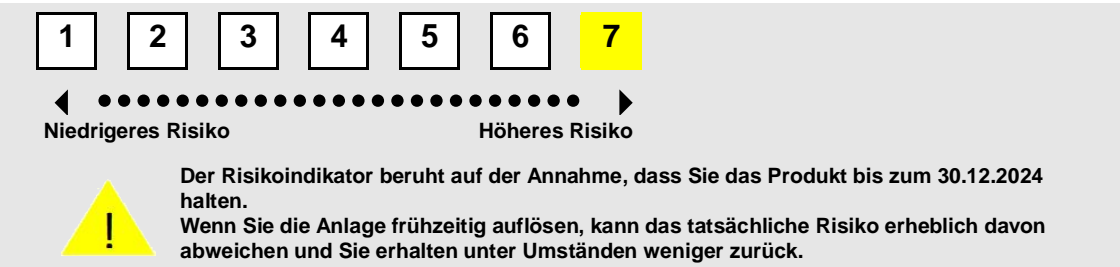 1 2 3 4 5 6 7
Niedrigeres Risiko Höheres Risiko
Der Risikoindikator beruht auf der Annahme, dass Sie das Produkt bis zum 30.12.2024
halten.
Wenn Sie die Anlage frühzeitig auflösen, kann das tatsächliche Risiko erheblich davon
abweichen und Sie erhalten unter Umständen weniger zurück.
!